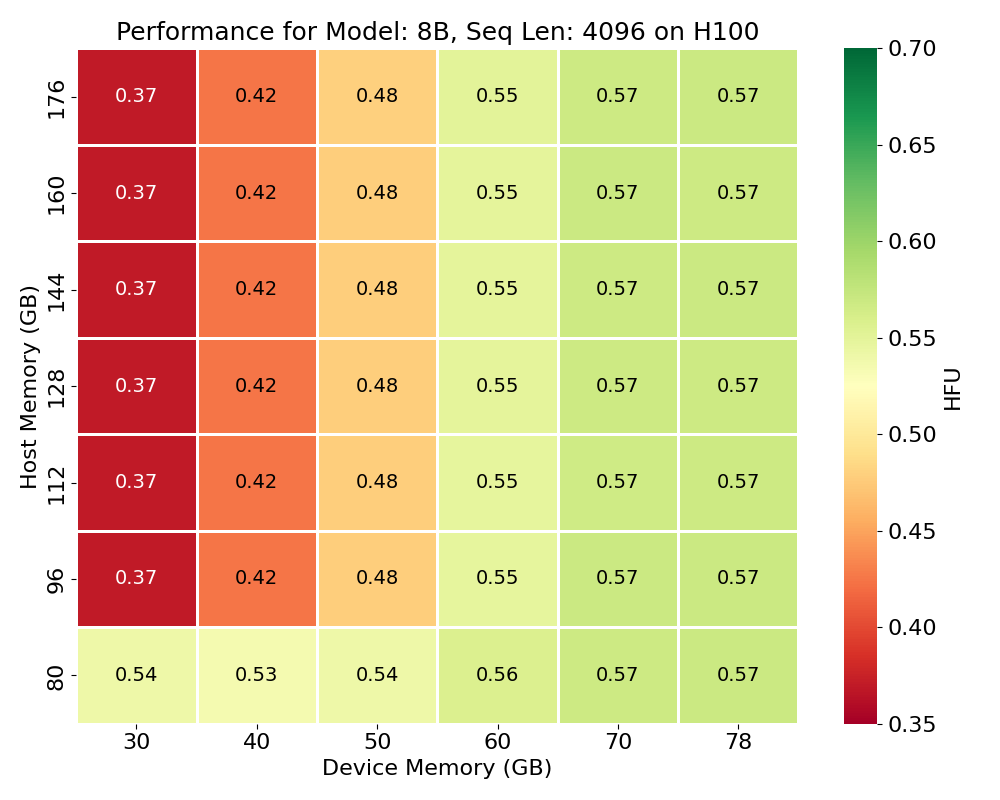 Performance for Model: 8B, Seq Len: 4096 on H100
Host Memory (GB)
176 0.37 0.42 0.48 0.55 0.57 0.57
160 0.37 0.42 0.48 0.55 0.57 0.57
144 0.37 0.42 0.48 0.55 0.57 0.57
128 0.37 0.42 0.48 0.55 0.57 0.57
112 0.37 0.42 0.48 0.55 0.57 0.57
96 0.37 0.42 0.48 0.55 0.57 0.57
80 0.54 0.53 0.54 0.56 0.57 0.57
30 40 50 60 70 78
Device Memory (GB)
0.70
0.65
0.60
0.55
0.50
0.45
0.40
0.35
HFU